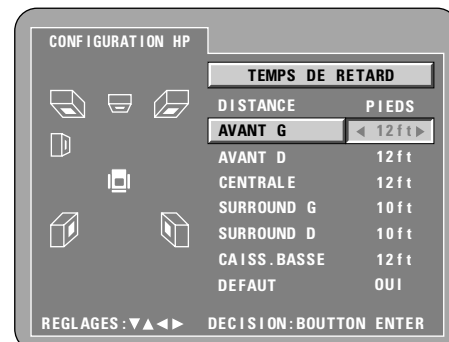 CONFIGURATION HP
TEMPS DE RETARD
DISTANCE PIEDS
AVANT G ◀ 12ft▶
AVANT D 12ft
CENTRALE 12ft
SURROUND G 10ft
SURROUND D 10ft
CAISS.BASSE 12ft
DEFAUT OUI
REGLAGES:▼▲◀▶ DECISION:BOUTTON ENTER